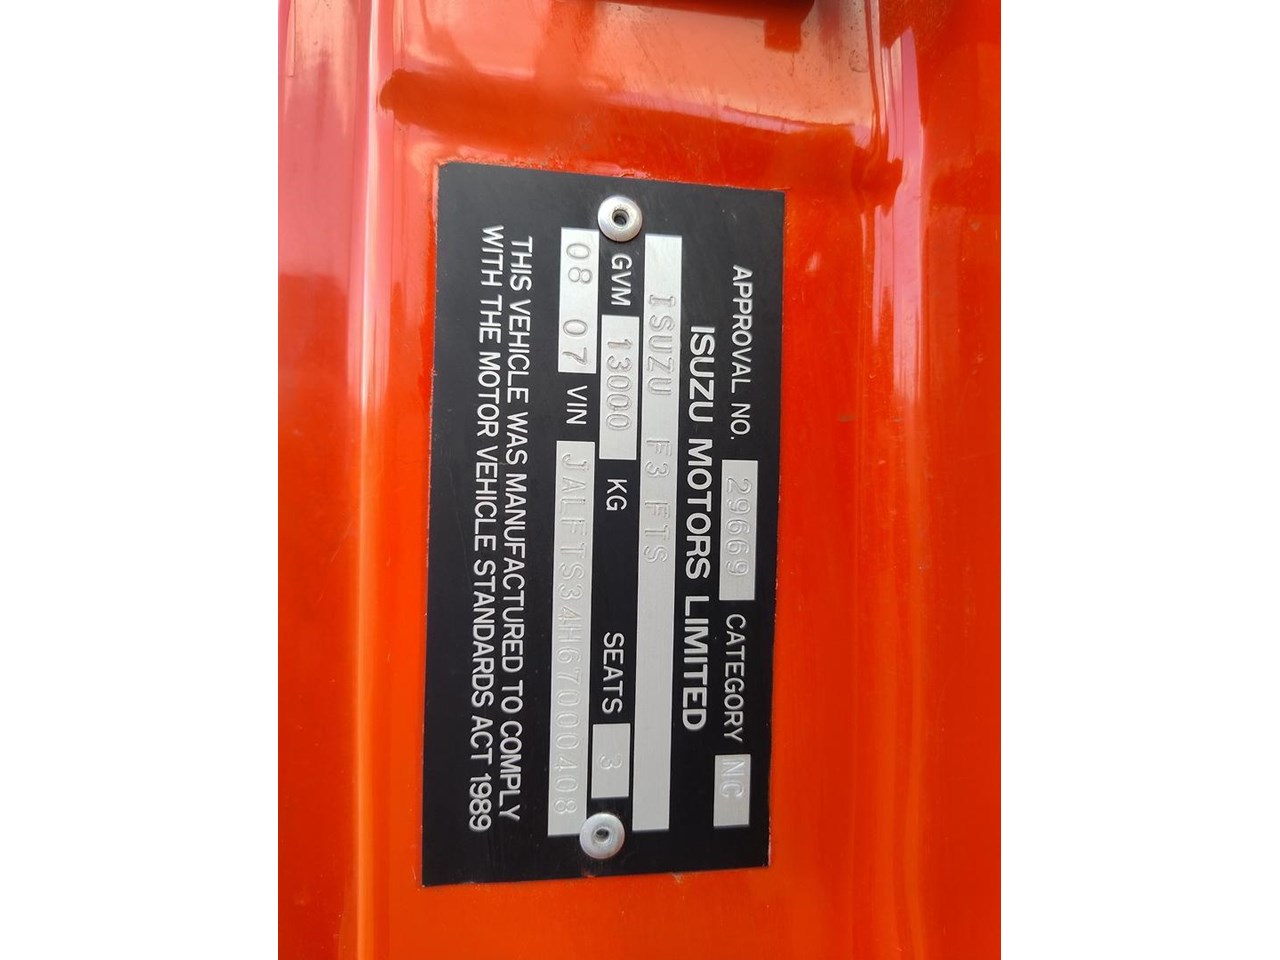 APPROVAL NO. 29669 CATEGORY NC
ISUZU MOTORS LIMITED
ISUZU F3 FTS
GVM 13000 KG SEATS 3
08 07 VIN JALFTS34H67000408
THIS VEHICLE WAS MANUFACTURED TO COMPLY
WITH THE MOTOR VEHICLE STANDARDS ACT 1989